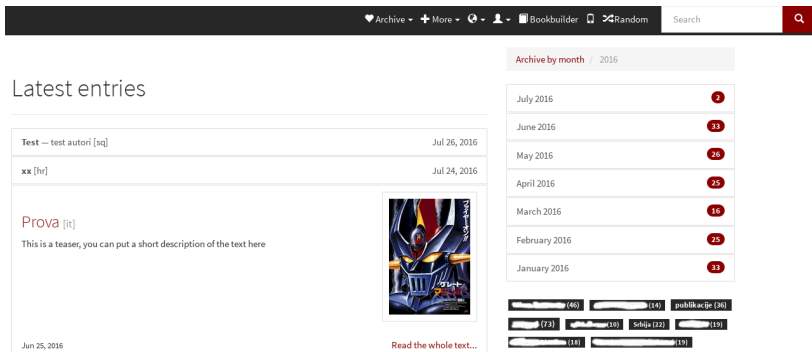 Archive More Bookbuilder Random Search
Latest entries
Test — test autori [sq] Jul 26, 2016
xx [hr] Jul 24, 2016
Prova [it]
This is a teaser, you can put a short description of the text here
Jun 25, 2016 Read the whole text...
Archive by month / 2016
July 2016 2
June 2016 33
May 2016 26
April 2016 25
March 2016 16
February 2016 25
January 2016 33
(46) (14) publikacije (36)
(73) (10) Srbija (22) (19)
(18) (19)